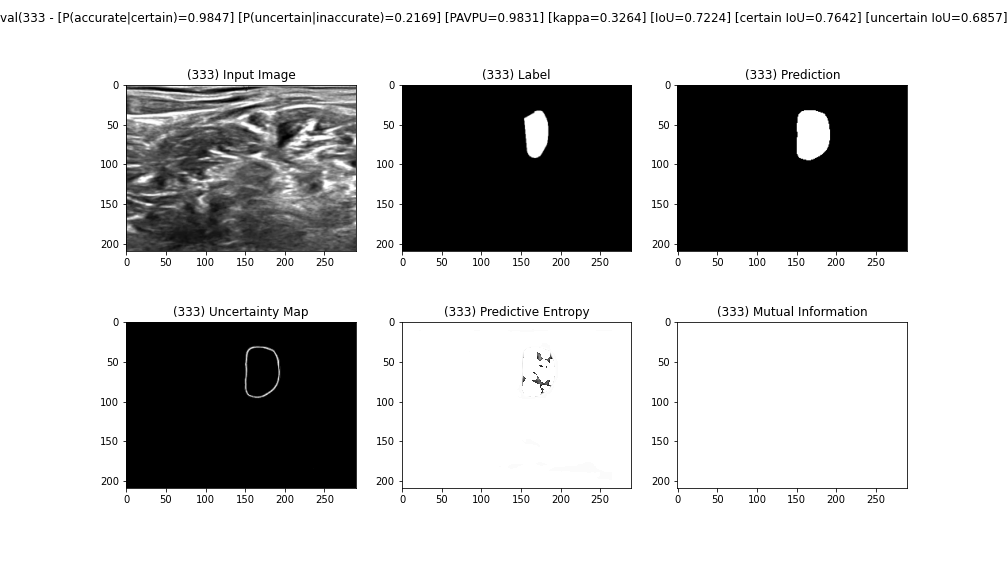 val(333 - [P(accurate|certain)=0.9847] [P(uncertain|inaccurate)=0.2169] [PAVPU=0.9831] [kappa=0.3264] [IoU=0.7224] [certain IoU=0.7642] [uncertain IoU=0.6857]
(333) Input Image
0
50
100
150
200
0 50 100 150 200 250
(333) Label
0
50
100
150
200
0 50 100 150 200 250
(333) Prediction
0
50
100
150
200
0 50 100 150 200 250
(333) Uncertainty Map
0
50
100
150
200
0 50 100 150 200 250
(333) Predictive Entropy
0
50
100
150
200
0 50 100 150 200 250
(333) Mutual Information
0
50
100
150
200
0 50 100 150 200 250